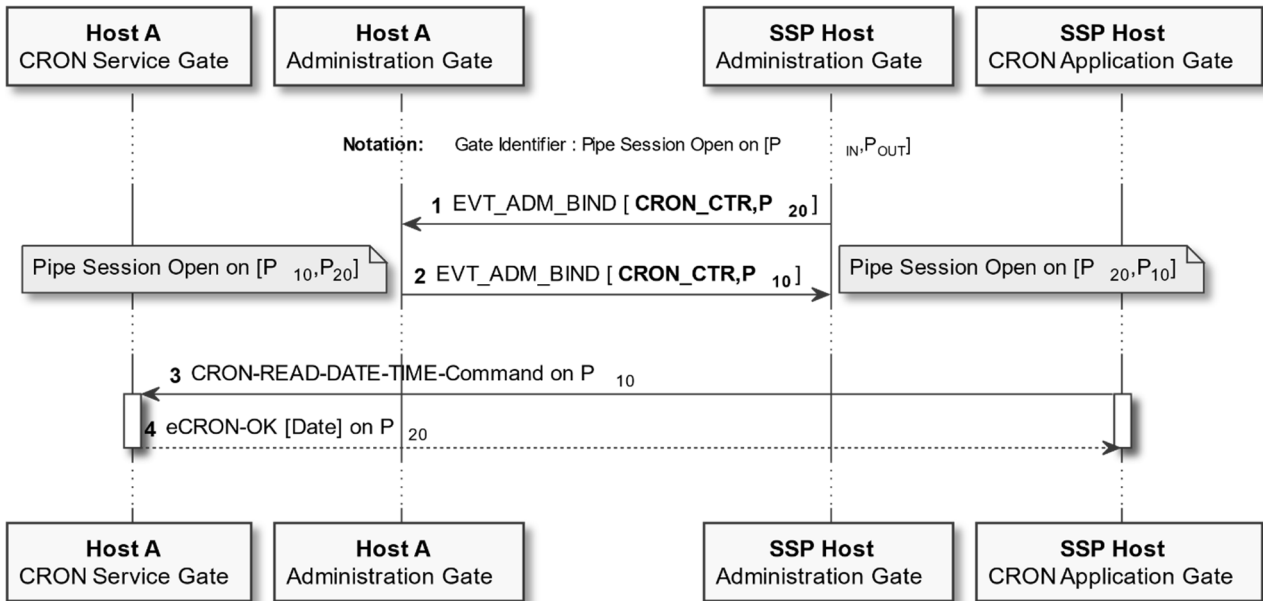 Host A
CRON Service Gate
Host A
Administration Gate
SSP Host
Administration Gate
SSP Host
CRON Application Gate
Notation: Gate Identifier : Pipe Session Open on [P IN,POUT]
1 EVT_ADM_BIND [ CRON_CTR,P 20 ]
Pipe Session Open on [P 10,P20]
2 EVT_ADM_BIND [ CRON_CTR,P 10 ]
Pipe Session Open on [P 20,P10]
3 CRON-READ-DATE-TIME-Command on P 10
4 eCRON-OK [Date] on P 20
Host A
CRON Service Gate
Host A
Administration Gate
SSP Host
Administration Gate
SSP Host
CRON Application Gate